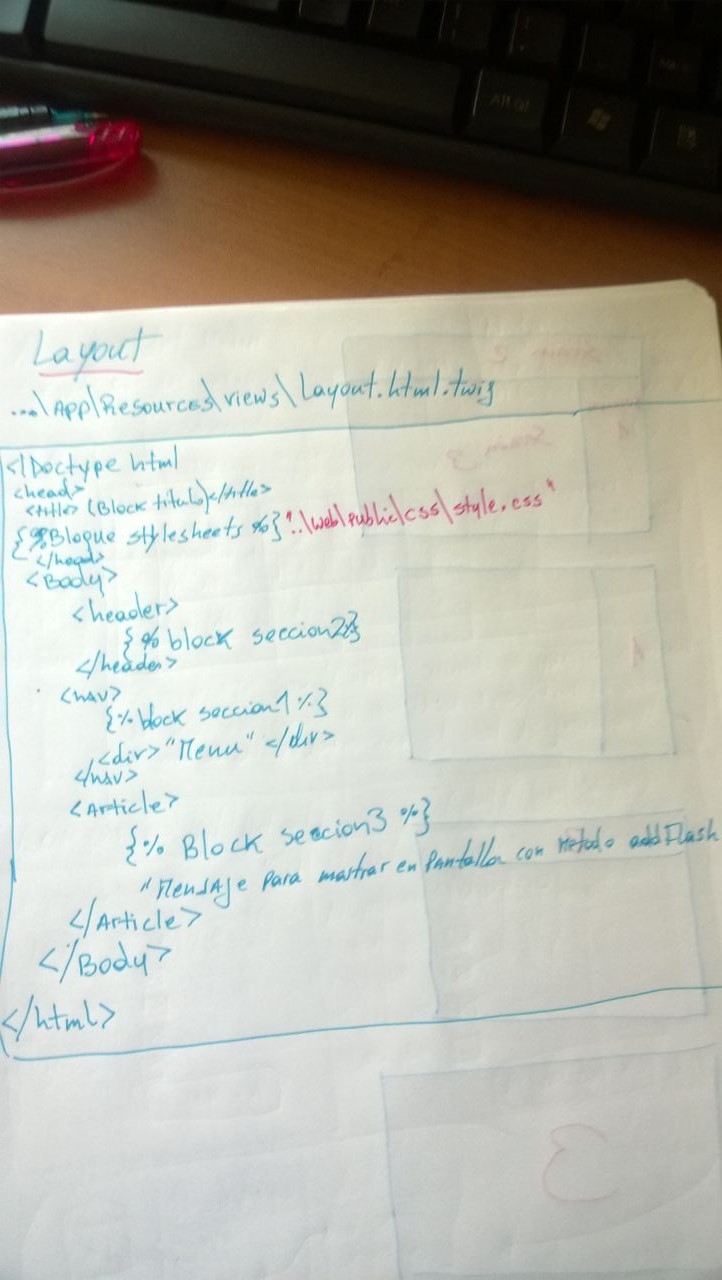 Alt Gr
Layout
...\App\Resources\views\Layout.html.twig
<!Doctype html
<head>
<title> (Block titulo)</title>
{%Bloque stylesheets %}"..\web\public\css\style.css"
</head>
<Body>
<header>
{% block seccion2%}
</header>
<nav>
{% block seccion1 %}
<div> "Menu" </div>
</nav>
<Article>
{% Block seccion3 %}
"Mensaje para mostrar en Pantalla con Metodo addFlash
</Article>
</Body>
</html>
3